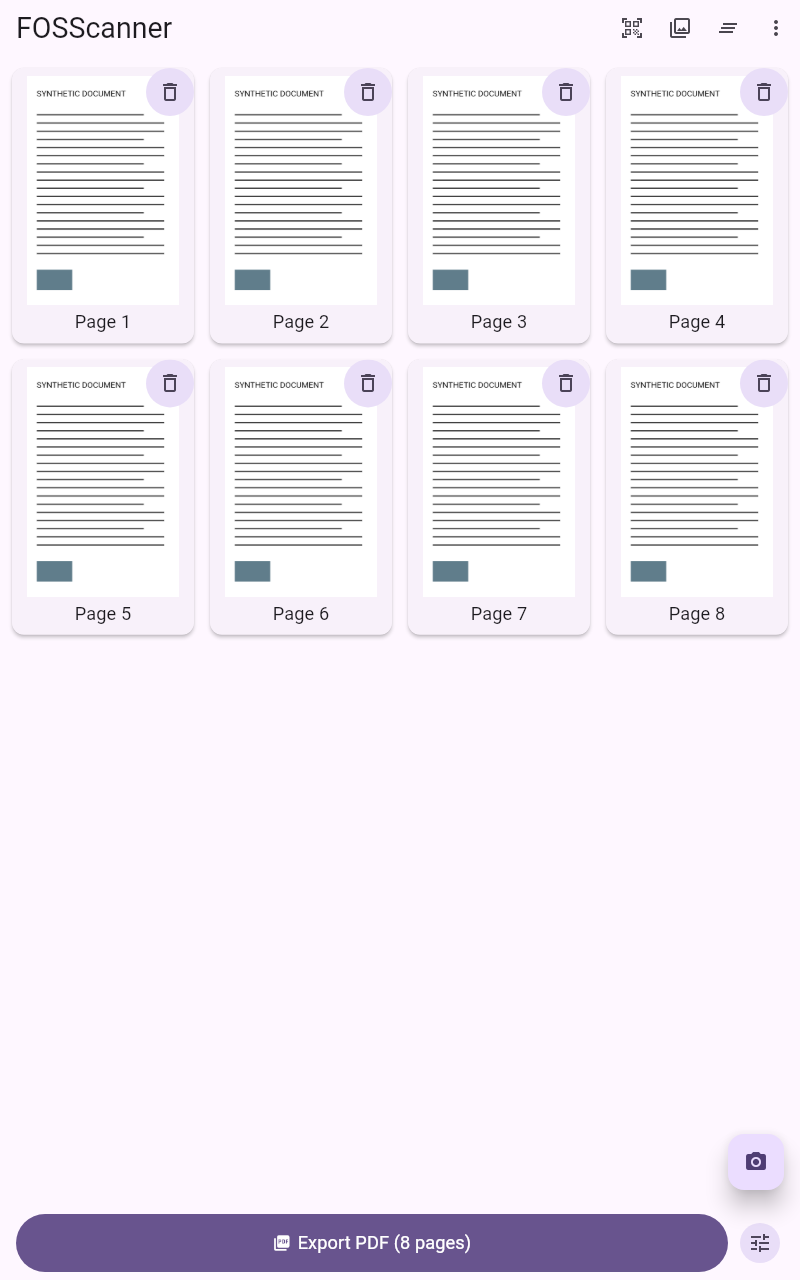 FOSScanner
SYNTHETIC DOCUMENT
SYNTHETIC DOCUMENT
SYNTHETIC DOCUMENT
SYNTHETIC DOCUMENT
Page 1
Page 2
Page 3
Page 4
SYNTHETIC DOCUMENT
SYNTHETIC DOCUMENT
SYNTHETIC DOCUMENT
SYNTHETIC DOCUMENT
Page 5
Page 6
Page 7
Page 8
PDF Export PDF (8 pages)